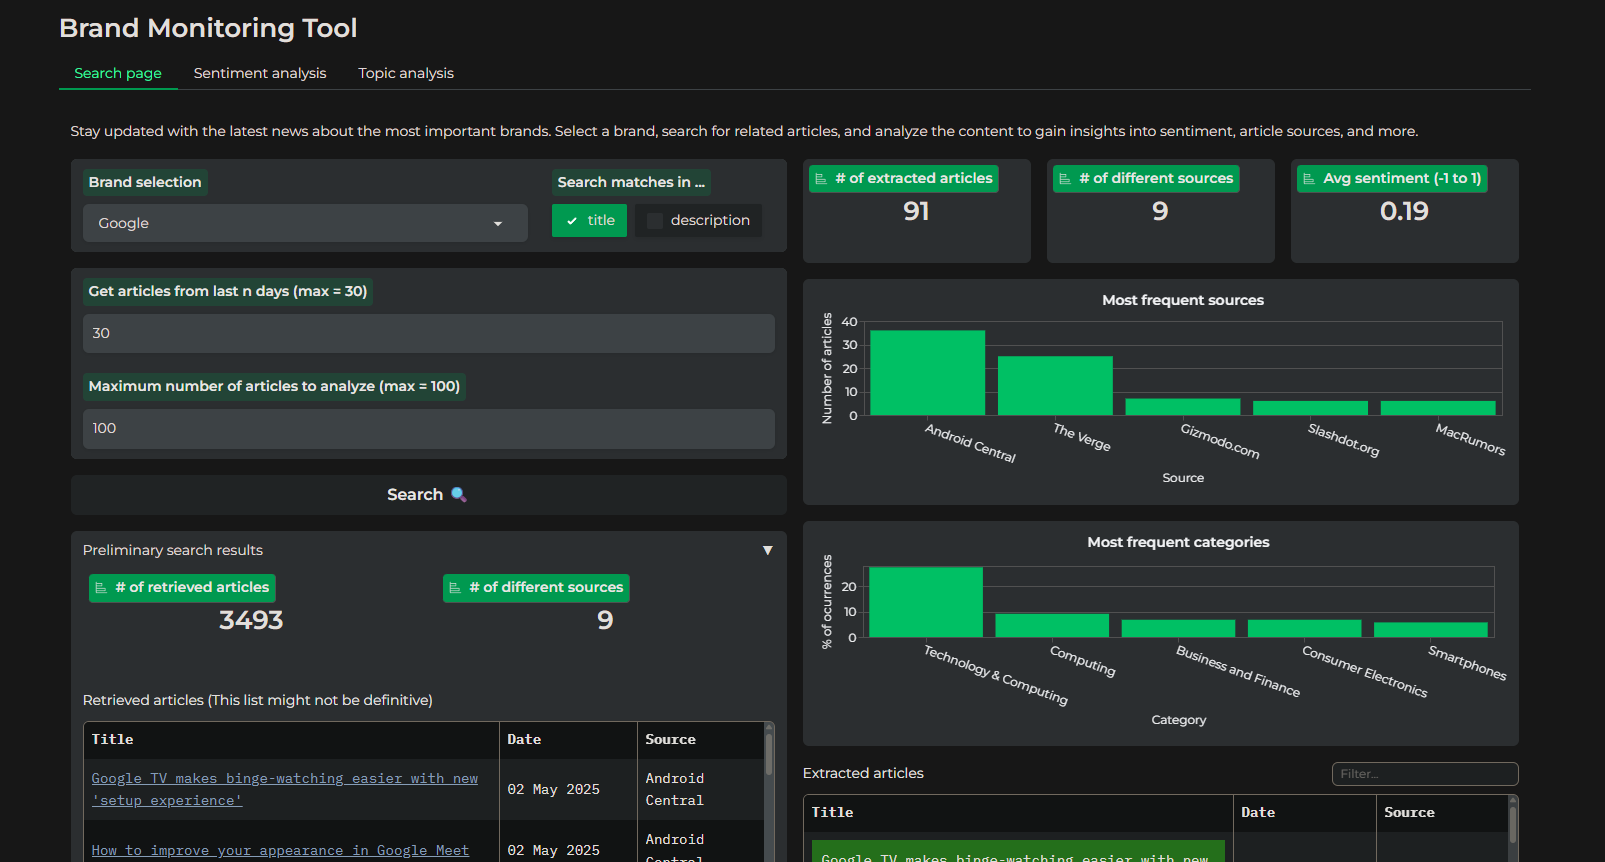 Brand Monitoring Tool
Search page Sentiment analysis Topic analysis
Stay updated with the latest news about the most important brands. Select a brand, search for related articles, and analyze the content to gain insights into sentiment, article sources, and more.
Brand selection
Google
Search matches in ...
title description
Get articles from last n days (max = 30)
30
Maximum number of articles to analyze (max = 100)
100
Search
Preliminary search results ▼
# of retrieved articles
3493
# of different sources
9
Retrieved articles (This list might not be definitive)
Title Date Source
Google TV makes binge-watching easier with new 'setup experience' 02 May 2025 Android Central
How to improve your appearance in Google Meet 02 May 2025 Android Central
# of extracted articles
91
# of different sources
9
Avg sentiment (-1 to 1)
0.19
Most frequent sources
Number of articles
40
30
20
10
0
Android Central The Verge Gizmodo.com Slashdot.org MacRumors
Source
Most frequent categories
% of ocurrences
20
10
0
Technology & Computing Computing Business and Finance Consumer Electronics Smartphones
Category
Extracted articles Filter...
Title Date Source
Google TV makes binge-watching easier with new